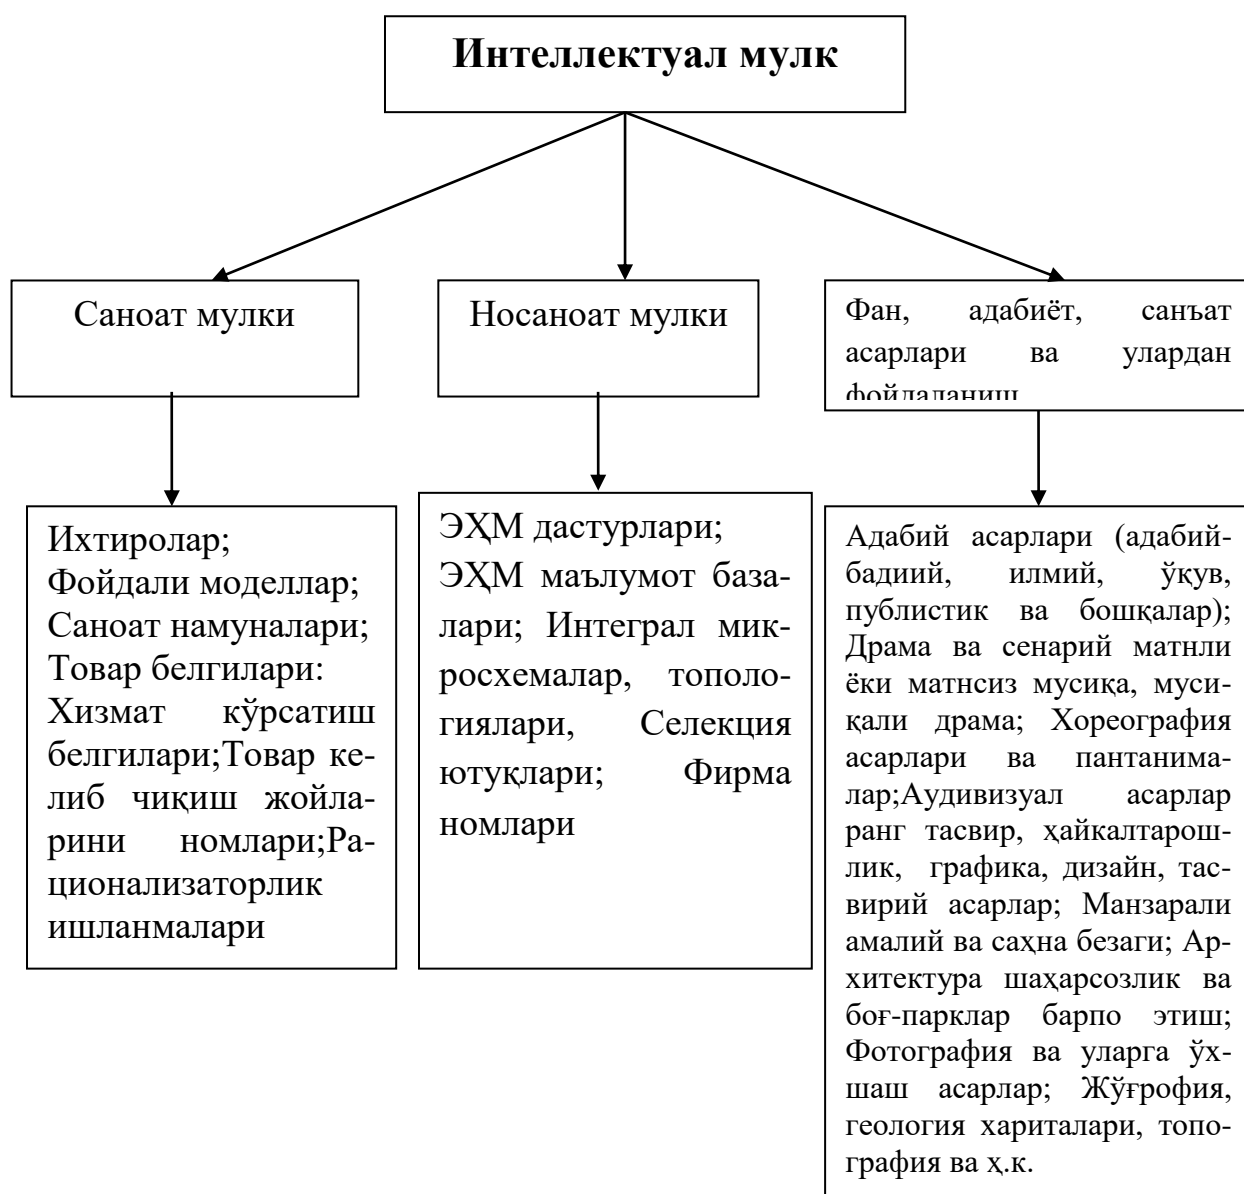 Интеллектуал мулк
Саноат мулки
Носаноат мулки
Фан, адабиёт, санъат
асарлари ва улардан
фойдаланиш
Ихтиролар;
Фойдали моделлар;
Саноат намуналари;
Товар белгилари:
Хизмат кўрсатиш
белгилари;Товар ке-
либ чиқиш жойла-
рини номлари;Ра-
ционализаторлик
ишланмалари
ЭҲМ дастурлари;
ЭҲМ маълумот база-
лари; Интеграл мик-
росхемалар, тополо-
гиялари, Селекция
ютуқлари; Фирма
номлари
Адабий асарлари (адабий-
бадиий, илмий, ўқув,
публистик ва бошқалар);
Драма ва сенарий матнли
ёки матнсиз мусиқа, муси-
қали драма; Хореография
асарлари ва пантанима-
лар;Аудивизуал асарлар
ранг тасвир, ҳайкалтарош-
лик, графика, дизайн, тас-
вирий асарлар; Манзарали
амалий ва саҳна безаги; Ар-
хитектура шаҳарсозлик ва
боғ-парклар барпо этиш;
Фотография ва уларга ўх-
шаш асарлар; Жўғрофия,
геология хариталари, топо-
графия ва ҳ.к.